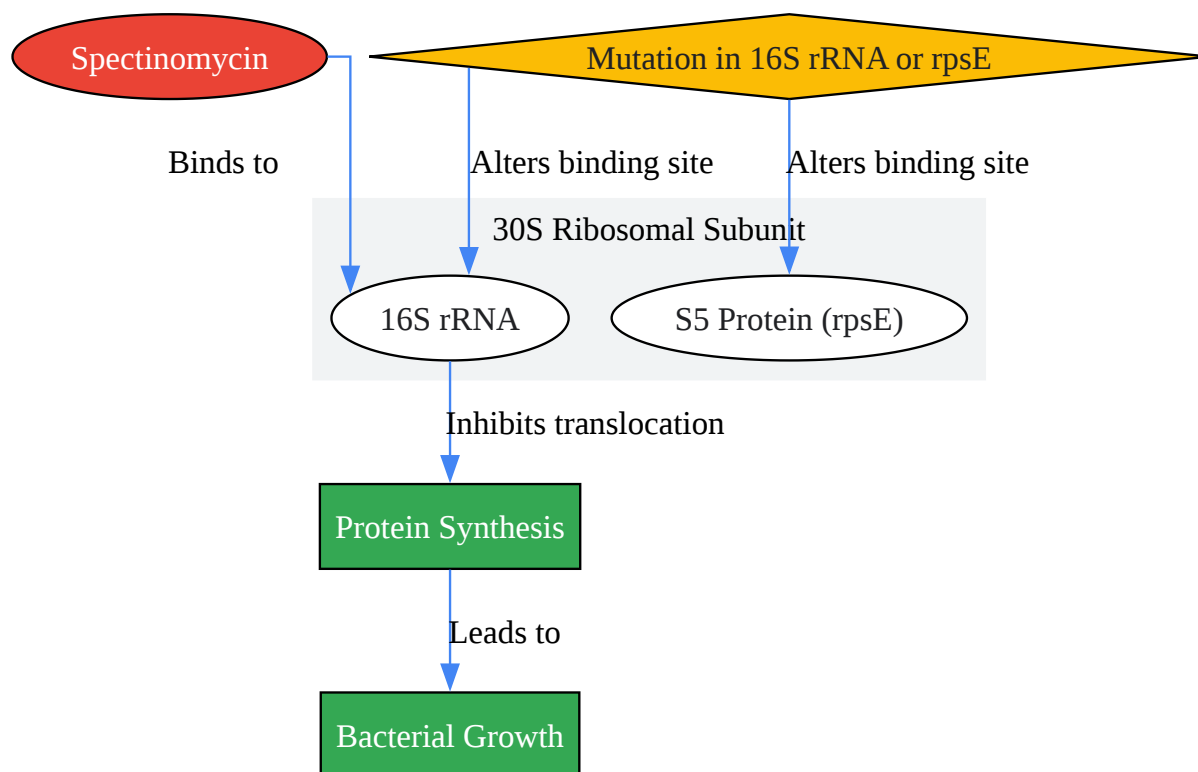 Spectinomycin
Mutation in 16S rRNA or rpsE
Binds to
Alters binding site
Alters binding site
30S Ribosomal Subunit
16S rRNA
S5 Protein (rpsE)
Inhibits translocation
Protein Synthesis
Leads to
Bacterial Growth